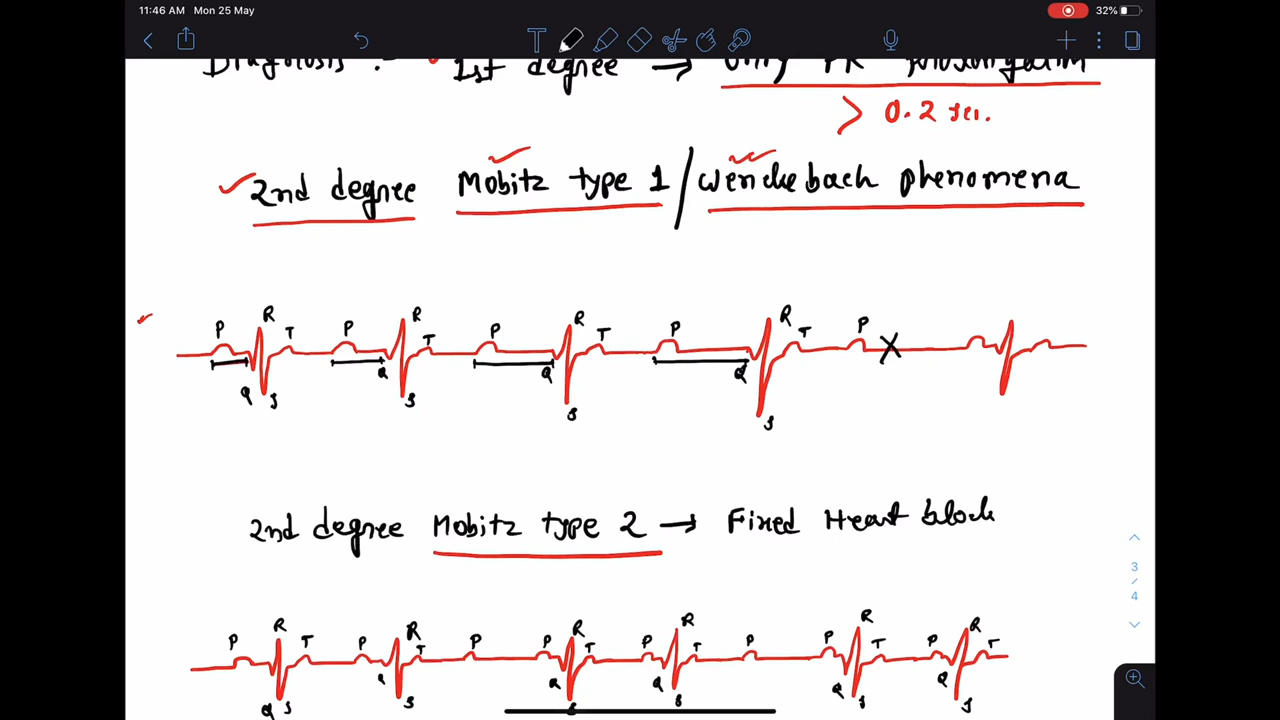 11:46 AM Mon 25 May
32%
T
Diagnosis :- 1st degree → only PR prolongation
> 0.2 sec.
2nd degree Mobitz type 1 / Wenckebach phenomena
P R T P R T P R T P R T P X
Q S Q S Q S Q S
2nd degree Mobitz type 2 → Fixed Heart block
3
/
4
P R T P R T P P R T P R T P P R T P R T
Q S Q S Q S Q S Q S Q S